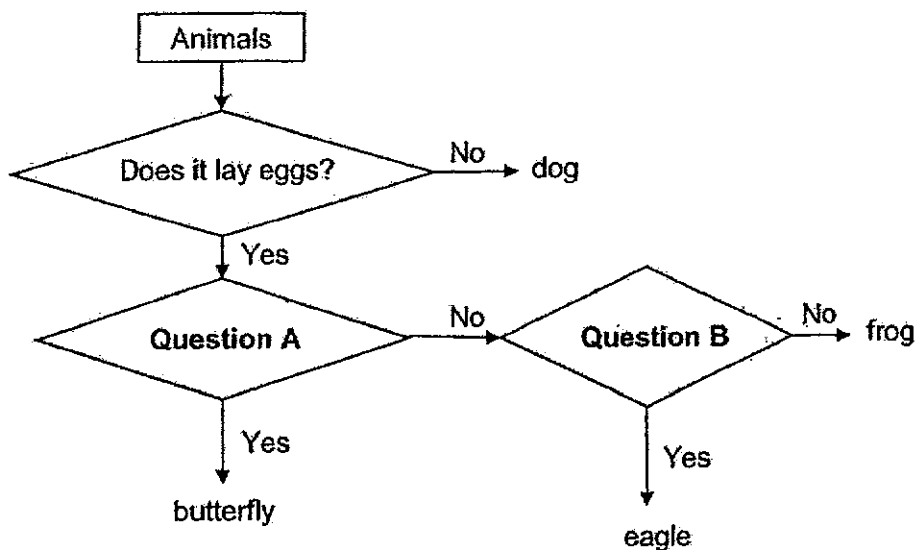 Animals
Does it lay eggs?
No
dog
Yes
Question A
No
Question B
No
frog
Yes
butterfly
Yes
eagle